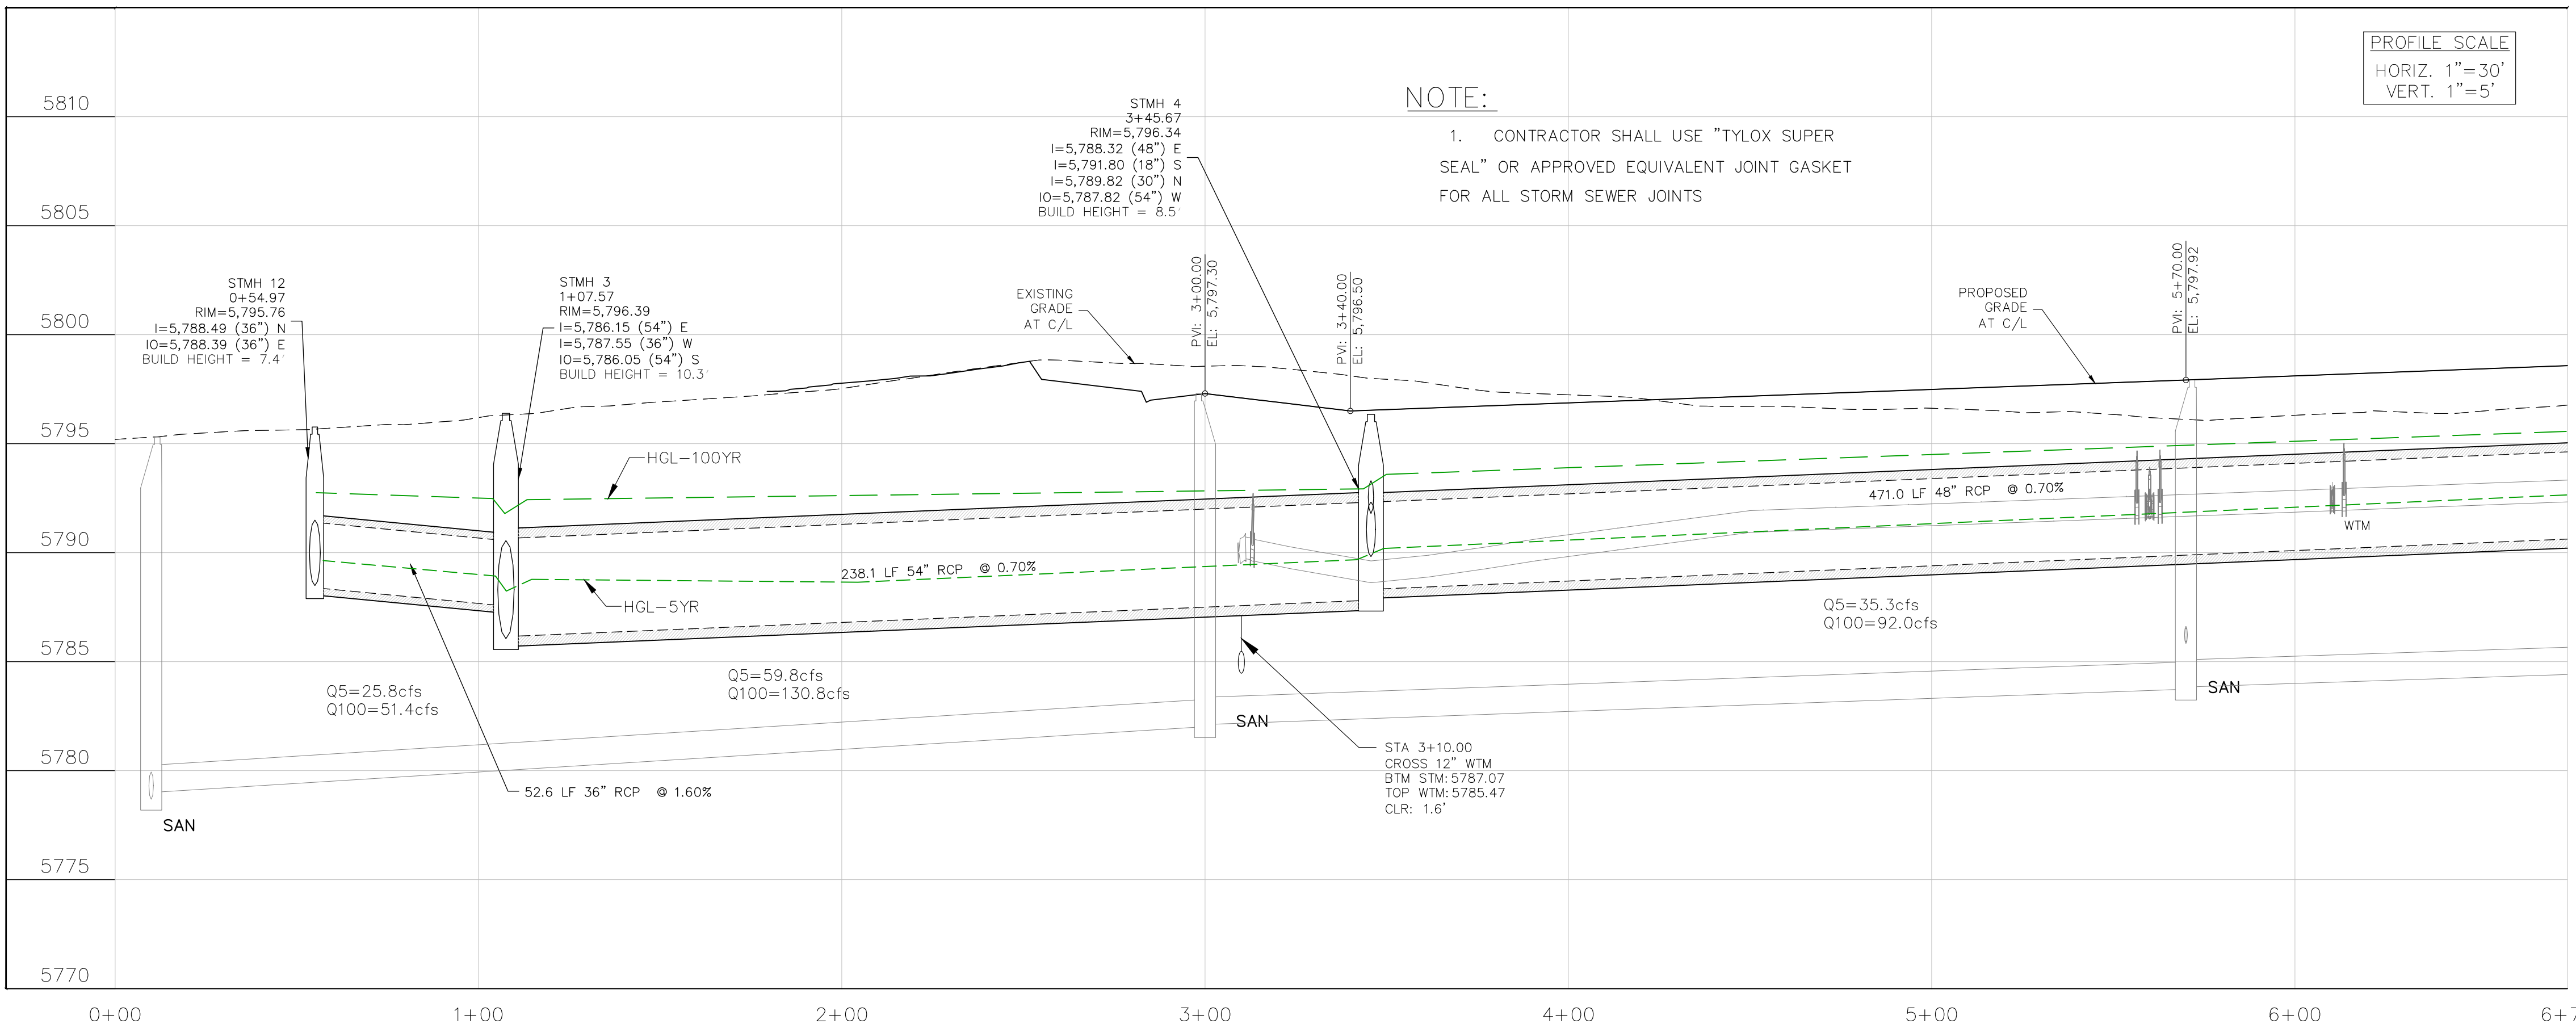 PROFILE SCALE
HORIZ. 1"=30'
VERT. 1"=5'
5810
5805
5800
5795
5790
5785
5780
5775
5770
NOTE:
1. CONTRACTOR SHALL USE "TYLOX SUPER
SEAL" OR APPROVED EQUIVALENT JOINT GASKET
FOR ALL STORM SEWER JOINTS
STMH 12
0+54.97
RIM=5,795.76
I=5,788.49 (36") N
IO=5,788.39 (36") E
BUILD HEIGHT = 7.4'
STMH 3
1+07.57
RIM=5,796.39
I=5,786.15 (54") E
I=5,787.55 (36") W
IO=5,786.05 (54") S
BUILD HEIGHT = 10.3'
STMH 4
3+45.67
RIM=5,796.34
I=5,788.32 (48") E
I=5,791.80 (18") S
I=5,789.82 (30") N
IO=5,787.82 (54") W
BUILD HEIGHT = 8.5'
EXISTING
GRADE
AT C/L
PVI: 3+00.00
EL: 5,797.30
PVI: 3+40.00
EL: 5,796.50
PROPOSED
GRADE
AT C/L
PVI: 5+70.00
EL: 5,797.92
HGL-100YR
HGL-5YR
238.1 LF 54" RCP @ 0.70%
471.0 LF 48" RCP @ 0.70%
WTM
Q5=35.3cfs
Q100=92.0cfs
Q5=59.8cfs
Q100=130.8cfs
Q5=25.8cfs
Q100=51.4cfs
52.6 LF 36" RCP @ 1.60%
SAN
SAN
SAN
STA 3+10.00
CROSS 12" WTM
BTM STM: 5787.07
TOP WTM: 5785.47
CLR: 1.6'
0+00
1+00
2+00
3+00
4+00
5+00
6+00
6+7